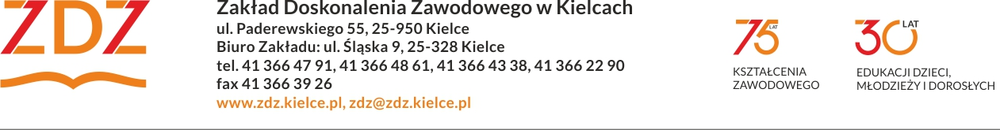 ZDZ
Zakład Doskonalenia Zawodowego w Kielcach
ul. Paderewskiego 55, 25-950 Kielce
Biuro Zakładu: ul. Śląska 9, 25-328 Kielce
tel. 41 366 47 91, 41 366 48 61, 41 366 43 38, 41 366 22 90
fax 41 366 39 26
www.zdz.kielce.pl, zdz@zdz.kielce.pl
75 LAT
KSZTAŁCENIA
ZAWODOWEGO
30 LAT
EDUKACJI DZIECI,
MŁODZIEŻY I DOROSŁYCH